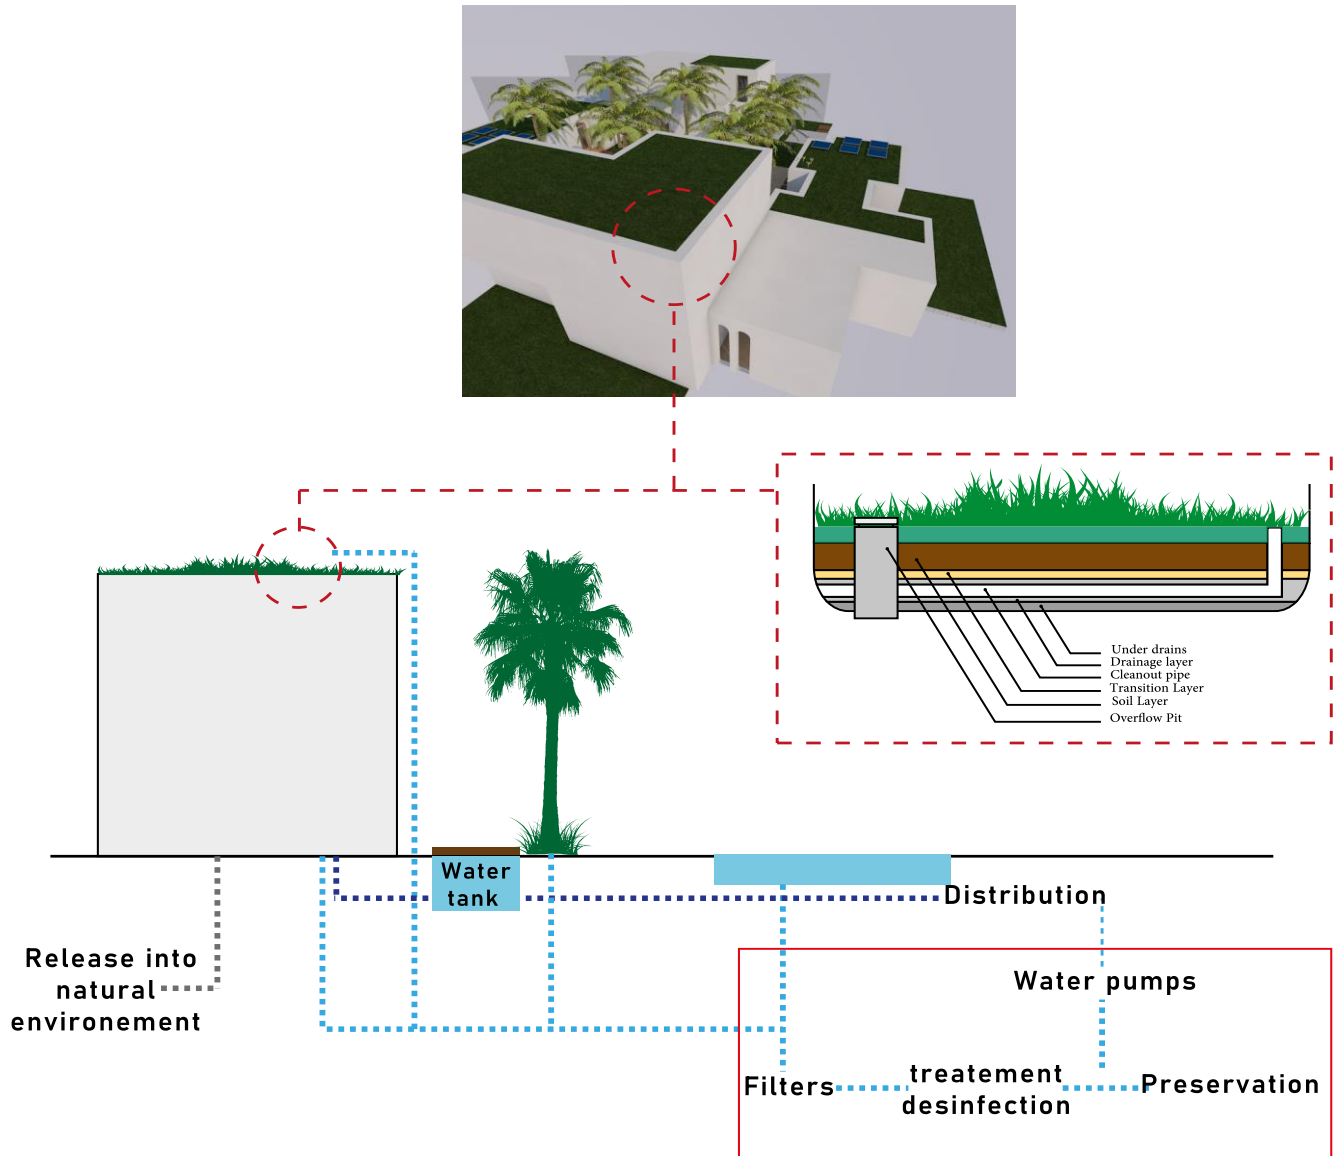 Under drains
Drainage layer
Cleanout pipe
Transition Layer
Soil Layer
Overflow Pit
Water
tank
Distribution
Release into
natural
environement
Water pumps
Filters
treatement
desinfection
Preservation